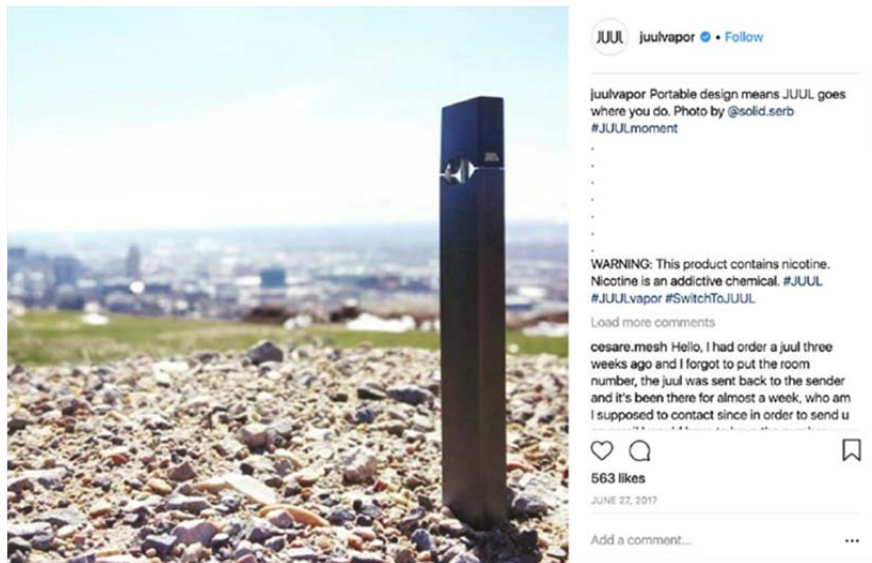 JUUL
juulvapor • Follow
juulvapor Portable design means JUUL goes
where you do. Photo by @solid.serb
#JUULmoment
.
.
.
.
.
.
.
WARNING: This product contains nicotine.
Nicotine is an addictive chemical. #JUUL
#JUULvapor #SwitchToJUUL
Load more comments
cesare.mesh Hello, I had order a juul three
weeks ago and I forgot to put the room
number, the juul was sent back to the sender
and it's been there for almost a week, who am
I supposed to contact since in order to send u
563 likes
JUNE 27, 2017
Add a comment...